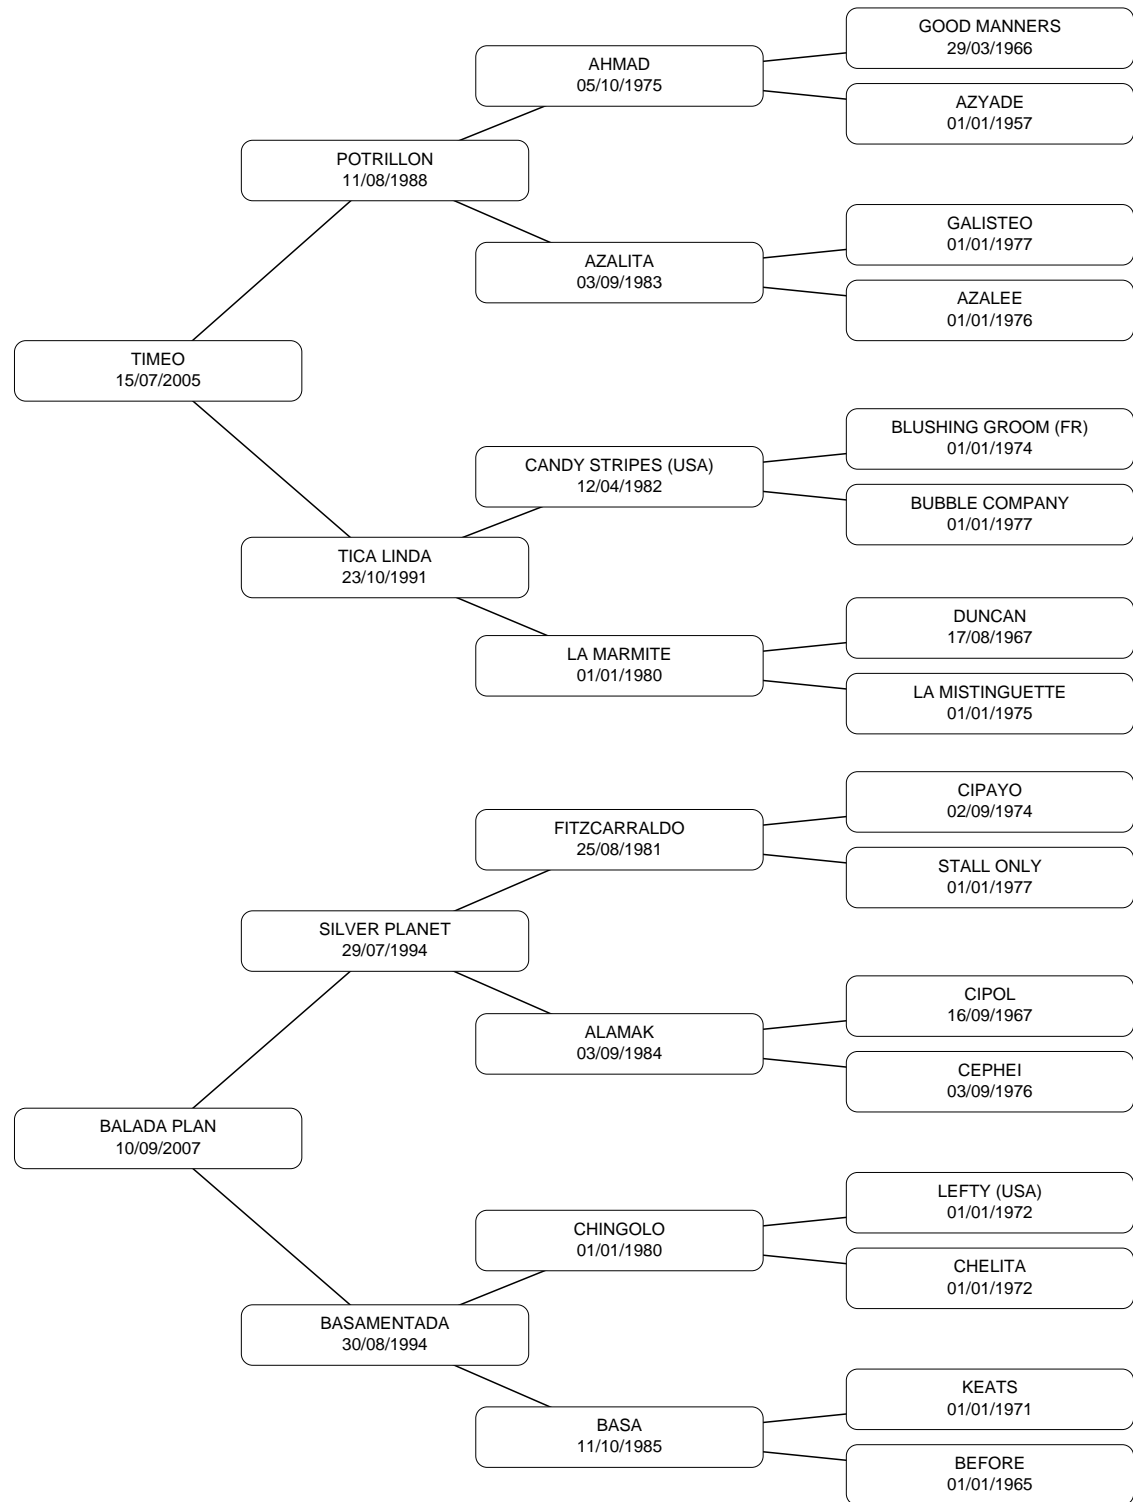 GOOD MANNERS
29/03/1966
AHMAD
05/10/1975
AZYADE
01/01/1957
POTRILLON
11/08/1988
GALISTEO
01/01/1977
AZALITA
03/09/1983
AZALEE
01/01/1976
TIMEO
15/07/2005
BLUSHING GROOM (FR)
01/01/1974
CANDY STRIPES (USA)
12/04/1982
BUBBLE COMPANY
01/01/1977
TICA LINDA
23/10/1991
DUNCAN
17/08/1967
LA MARMITE
01/01/1980
LA MISTINGUETTE
01/01/1975
CIPAYO
02/09/1974
FITZCARRALDO
25/08/1981
STALL ONLY
01/01/1977
SILVER PLANET
29/07/1994
CIPOL
16/09/1967
ALAMAK
03/09/1984
CEPHEI
03/09/1976
BALADA PLAN
10/09/2007
LEFTY (USA)
01/01/1972
CHINGOLO
01/01/1980
CHELITA
01/01/1972
BASAMENTADA
30/08/1994
KEATS
01/01/1971
BASA
11/10/1985
BEFORE
01/01/1965